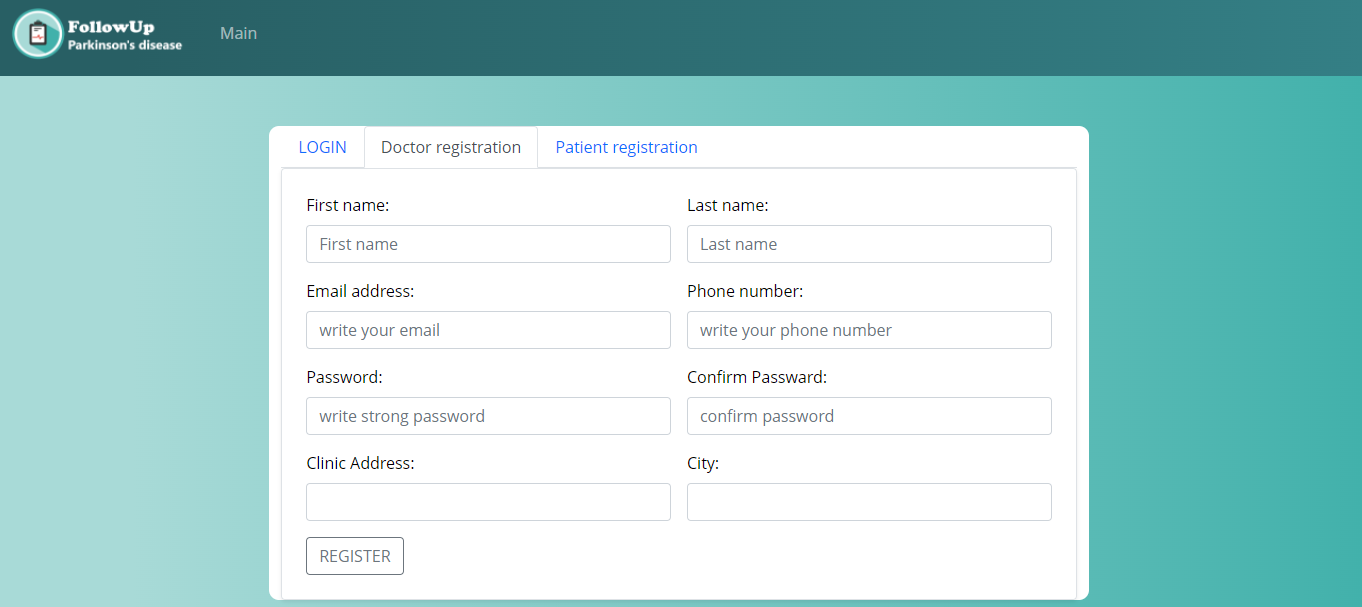 FollowUp
Parkinson's disease
Main
LOGIN Doctor registration Patient registration
First name: Last name:
First name Last name
Email address: Phone number:
write your email write your phone number
Password: Confirm Passward:
write strong password confirm password
Clinic Address: City:
REGISTER